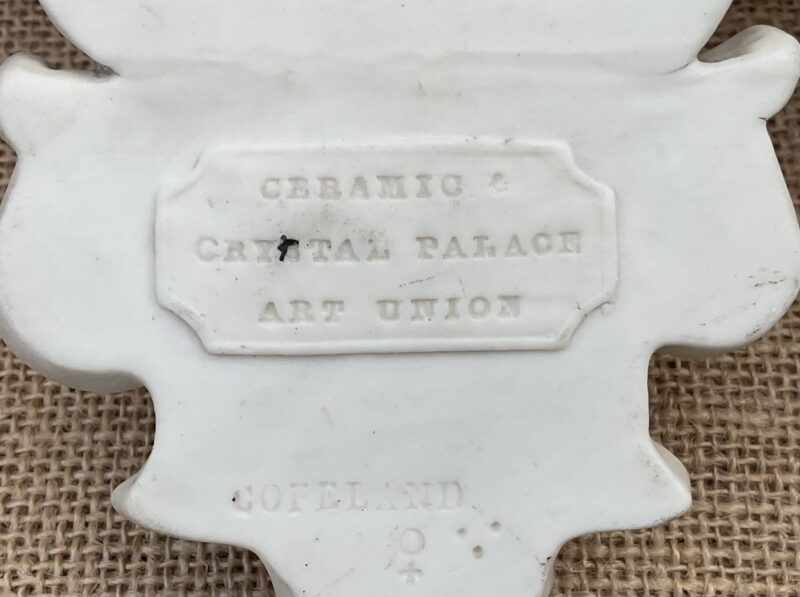 CERAMIC &
CRYSTAL PALACE
ART UNION
COPELAND